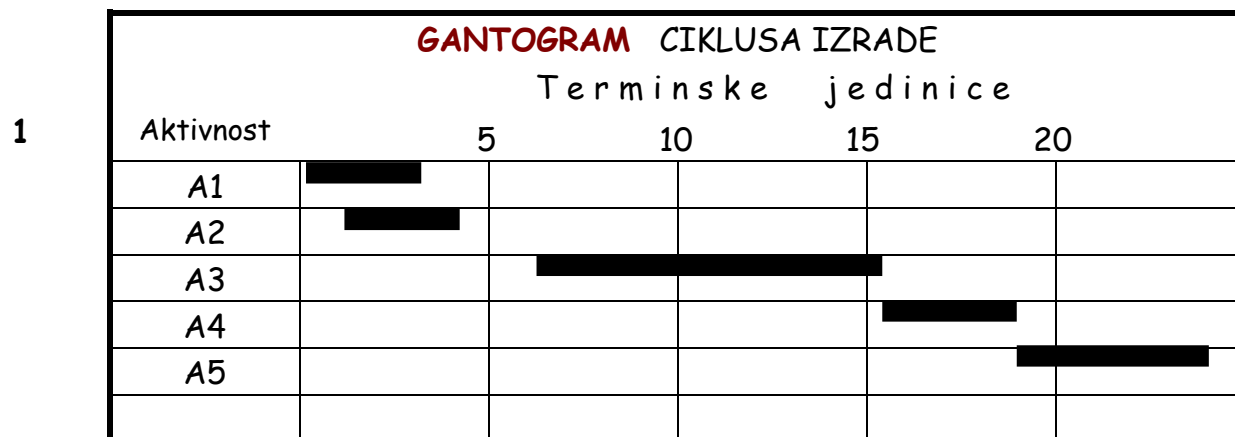 GANTOGRAM CIKLUSA IZRADE
Terminske jedinice
1
Aktivnost 5 10 15 20
A1
A2
A3
A4
A5